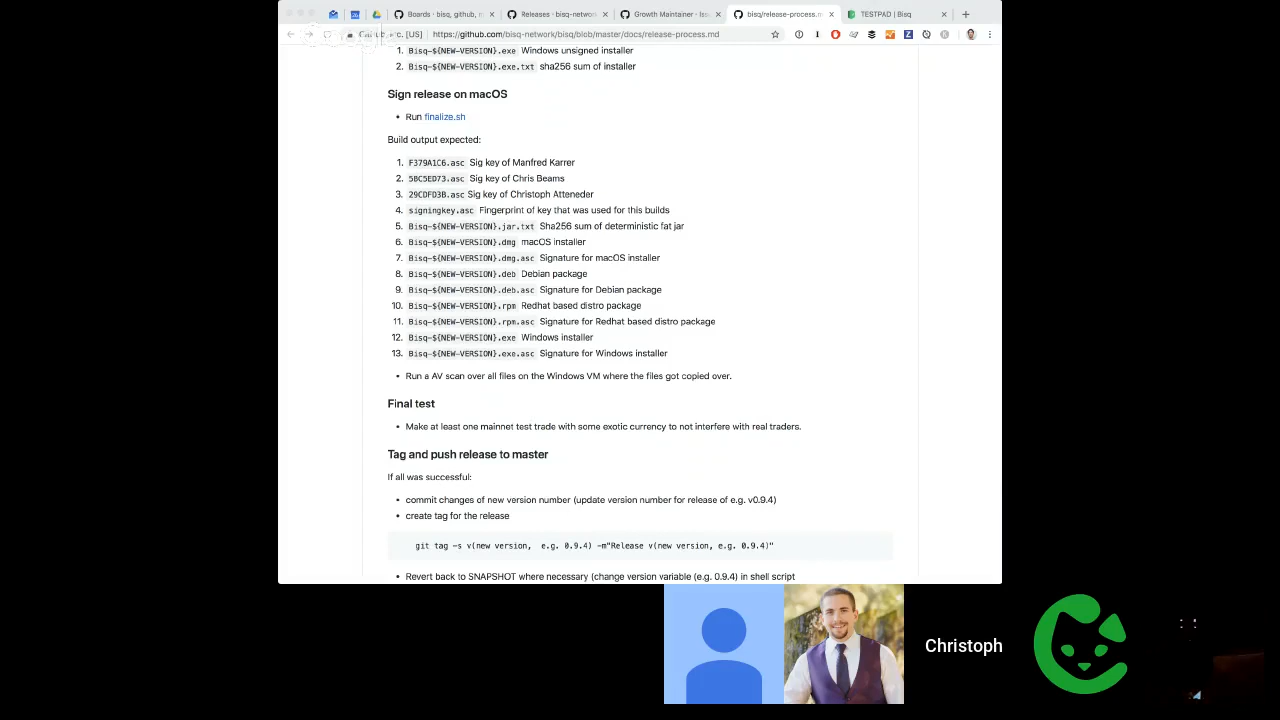 Boards - bisq, github, n
Releases · bisq-network
Growth Maintainer - Iss
bisq/release-process.m
TESTPAD | Bisq
[US]
https://github.com/bisq-network/bisq/blob/master/docs/release-process.md
1. Bisq-${NEW-VERSION}.exe Windows unsigned installer
2. Bisq-${NEW-VERSION}.exe.txt sha256 sum of installer
Sign release on macOS
• Run finalize.sh
Build output expected:
1. F379A1C6.asc Sig key of Manfred Karrer
2. 5BC5ED73.asc Sig key of Chris Beams
3. 29CDFD3B.asc Sig key of Christoph Atteneder
4. signingkey.asc Fingerprint of key that was used for this builds
5. Bisq-${NEW-VERSION}.jar.txt Sha256 sum of deterministic fat jar
6. Bisq-${NEW-VERSION}.dmg macOS installer
7. Bisq-${NEW-VERSION}.dmg.asc Signature for macOS installer
8. Bisq-${NEW-VERSION}.deb Debian package
9. Bisq-${NEW-VERSION}.deb.asc Signature for Debian package
10. Bisq-${NEW-VERSION}.rpm Redhat based distro package
11. Bisq-${NEW-VERSION}.rpm.asc Signature for Redhat based distro package
12. Bisq-${NEW-VERSION}.exe Windows installer
13. Bisq-${NEW-VERSION}.exe.asc Signature for Windows installer
• Run a AV scan over all files on the Windows VM where the files got copied over.
Final test
• Make at least one mainnet test trade with some exotic currency to not interfere with real traders.
Tag and push release to master
If all was successful:
• commit changes of new version number (update version number for release of e.g. v0.9.4)
• create tag for the release
git tag -s v(new version, e.g. 0.9.4) -m"Release v(new version, e.g. 0.9.4)"
• Revert back to SNAPSHOT where necessary (change version variable (e.g. 0.9.4) in shell script
Christoph